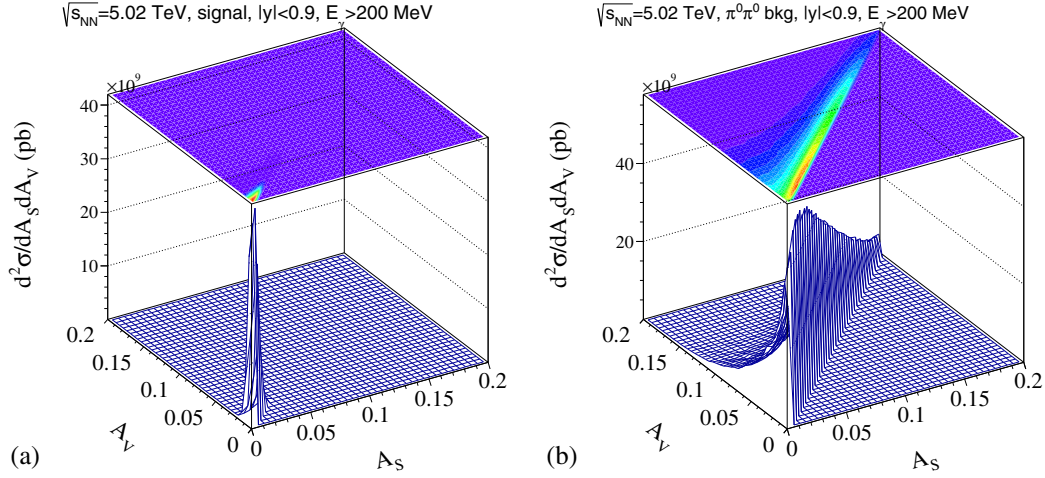 √s_NN=5.02 TeV, signal, |y|<0.9, E_γ>200 MeV
×10⁹
40
30
20
10
d²σ/dA_S dA_V (pb)
0.2
0.15
0.1
0.05
0
A_V
0
0.05
0.1
0.15
0.2
A_S
(a)
√s_NN=5.02 TeV, π⁰π⁰ bkg, |y|<0.9, E_γ>200 MeV
×10⁹
40
20
d²σ/dA_S dA_V (pb)
0.2
0.15
0.1
0.05
0
A_V
0
0.05
0.1
0.15
0.2
A_S
(b)